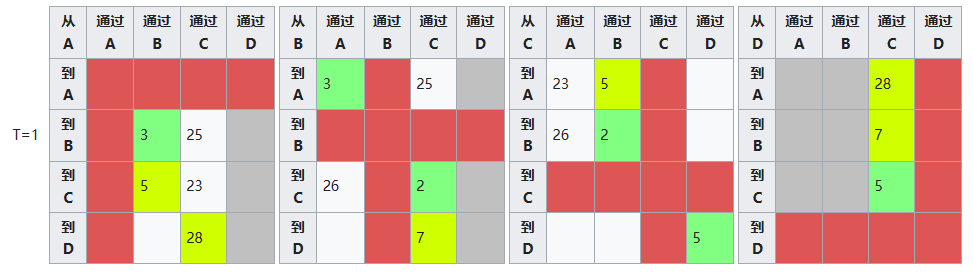 从 通过 通过 通过 通过 从 通过 通过 通过 通过 从 通过 通过 通过 通过 从 通过 通过 通过 通过
A A B C D B A B C D C A B C D D A B C D
到 到 到 到
A A 3 25 A 23 5 A 28
T=1
到 到 到 到
B 3 25 B B 26 2 B 7
到 到 到 到
C 5 23 C 26 2 C C 5
到 到 到 到
D 28 D 7 D 5 D